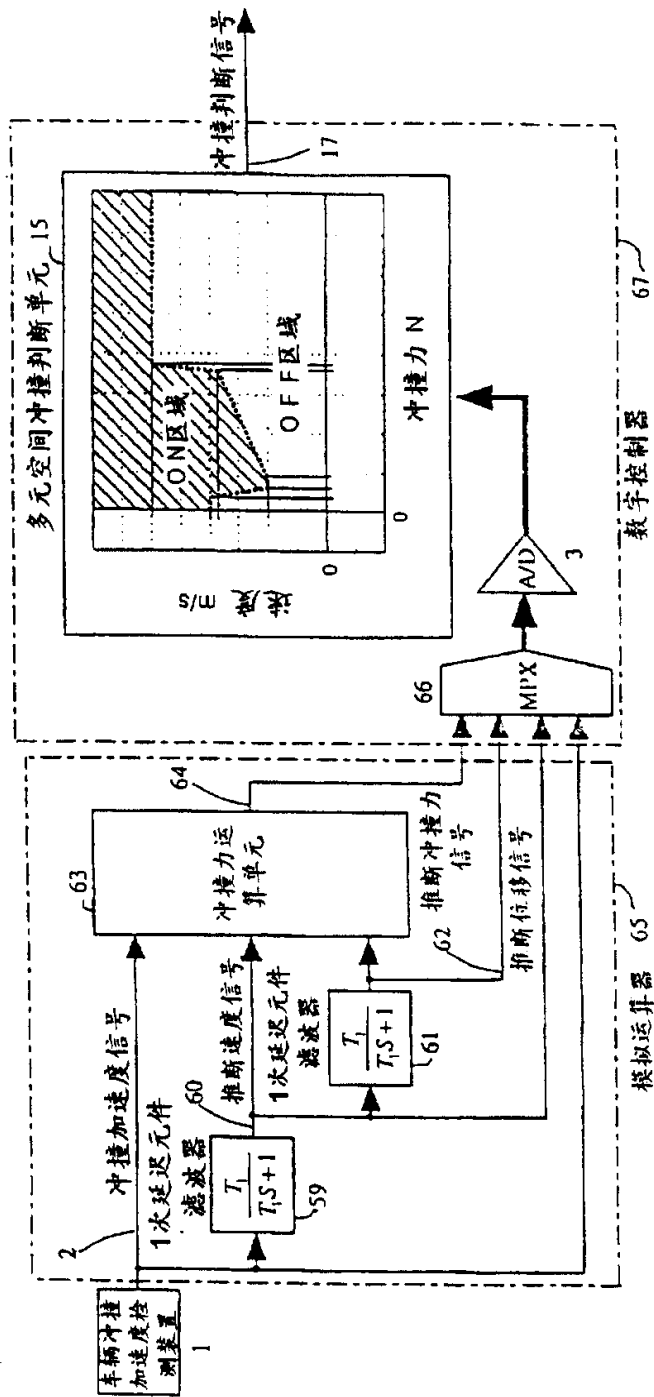 车辆冲撞
加速度检
测装置
1
2
冲撞加速度信号
1次延迟元件
滤波器
T₁
T₁S+1
59
60
推断速度信号
1次延迟元件
滤波器
T₁
T₁S+1
61
62
63
冲撞力运
算单元
64
推断冲撞力
信号
推断位移信号
模拟运算器 65
66
MPX
A/D
3
数字控制器
67
多元空间冲撞判断单元
15
速度 m/s
0
0
ON区域
OFF区域
冲撞力 N
冲撞判断信号
17